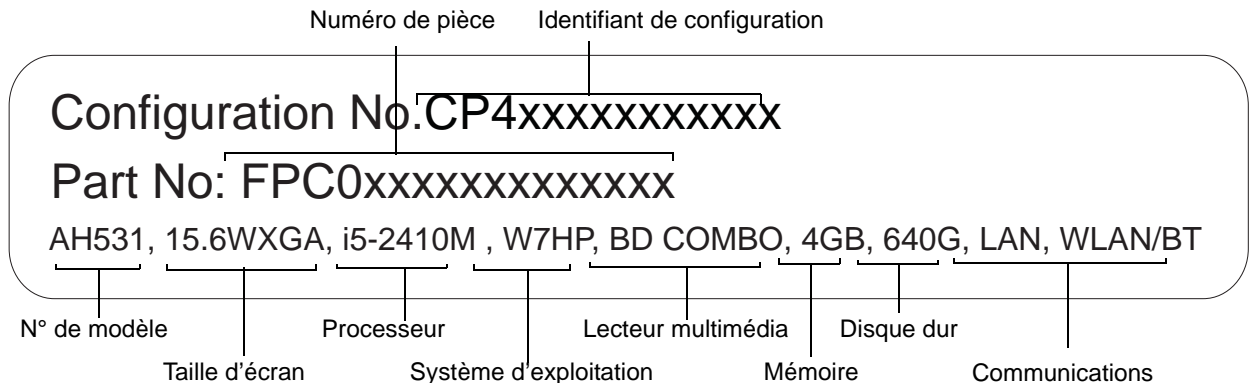 Numéro de pièce Identifiant de configuration
Configuration No.CP4xxxxxxxxxxx
Part No: FPC0xxxxxxxxxxxxx
AH531, 15.6WXGA, i5-2410M , W7HP, BD COMBO, 4GB, 640G, LAN, WLAN/BT
N° de modèle Processeur Lecteur multimédia Disque dur
Taille d'écran Système d'exploitation Mémoire Communications